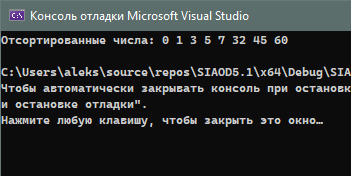 Консоль отладки Microsoft Visual Studio
Отсортированные числа: 0 1 3 5 7 32 45 60
C:\Users\aleks\source\repos\SIAOD5.1\x64\Debug\SIA
Чтобы автоматически закрывать консоль при остановк
и остановке отладки".
Нажмите любую клавишу, чтобы закрыть это окно…